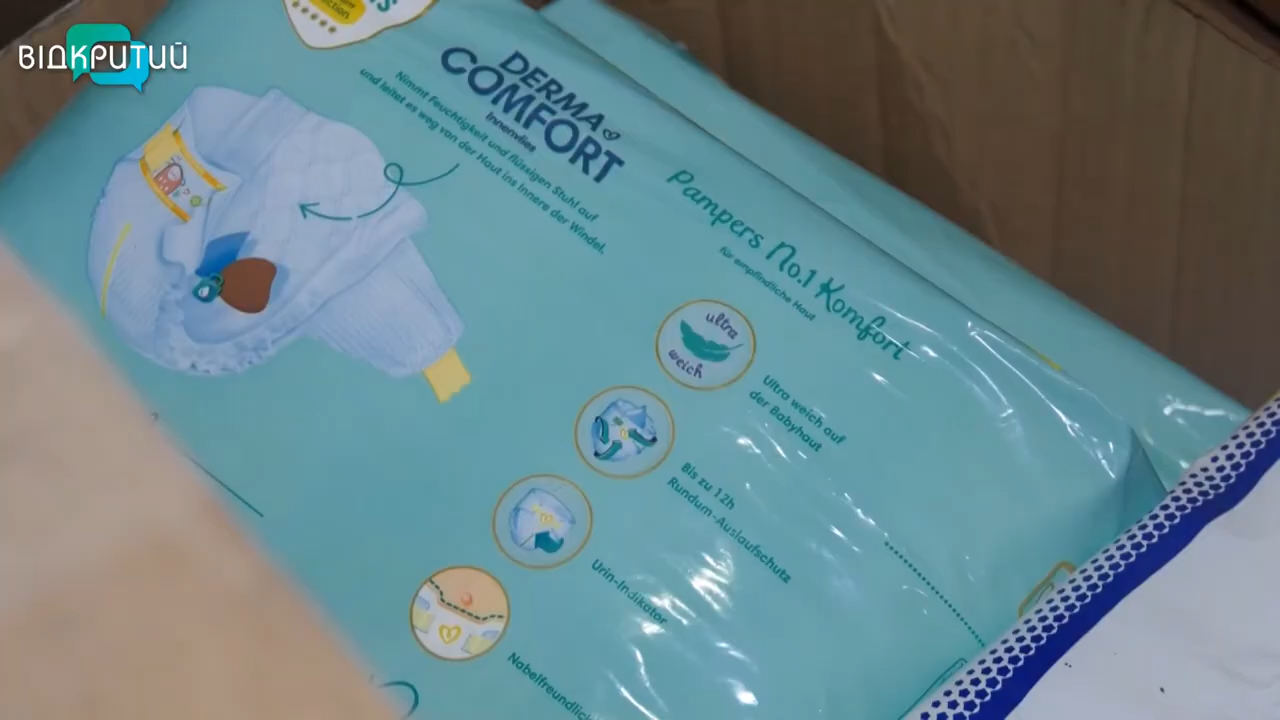 ВІДКРИТИЙ
DERMA
COMFORT
Innenvlies
Nimmt Feuchtigkeit und flüssigen Stuhl auf
und leitet es weg von der Haut ins Innere der Windel.
Pampers No.1 Komfort
für empfindliche Haut
ultra
weich
Ultra weich auf
der Babyhaut
Bis zu 12h
Rundum-Auslaufschutz
Urin-Indikator